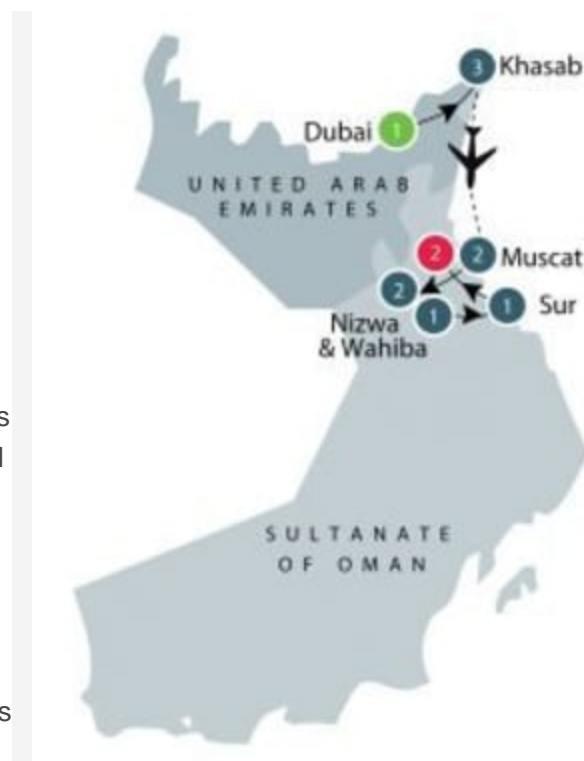 3 Khasab
Dubai 1
UNITED ARAB
EMIRATES
2 2 Muscat
2
1 Sur
1
Nizwa
& Wahiba
s
l
SULTANATE
OF OMAN
s